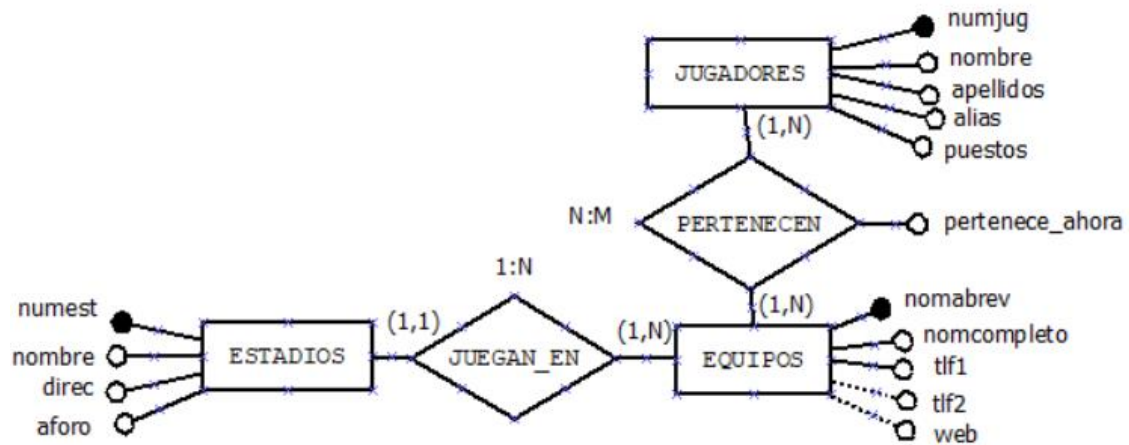 numjug
nombre
JUGADORES
apellidos
alias
(1,N)
puestos
N:M
PERTENECEN
pertenece_ahora
1:N
numest
(1,1)
(1,N)
(1,N)
nomabrev
nombre
ESTADIOS
JUEGAN_EN
EQUIPOS
nomcompleto
tlf1
direc
tlf2
aforo
web